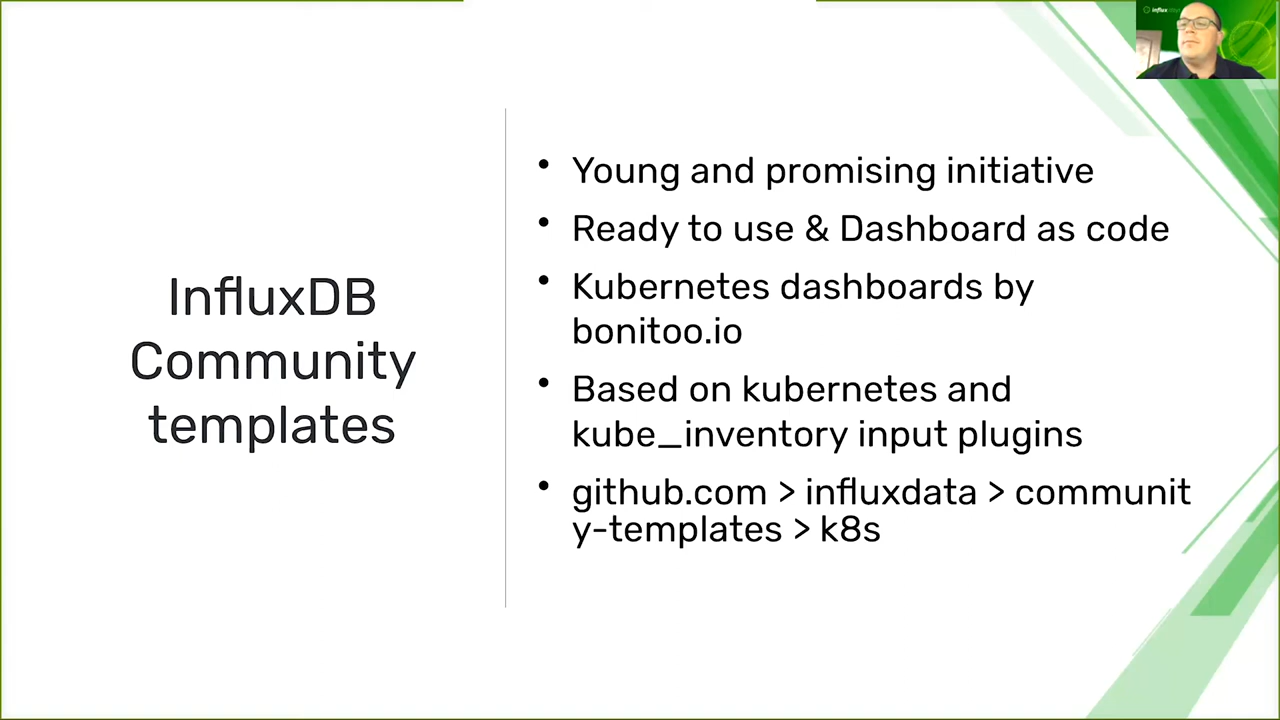 InfluxDB
Community
templates
• Young and promising initiative
• Ready to use & Dashboard as code
• Kubernetes dashboards by
bonitoo.io
• Based on kubernetes and
kube_inventory input plugins
• github.com > influxdata > communit
y-templates > k8s
influx